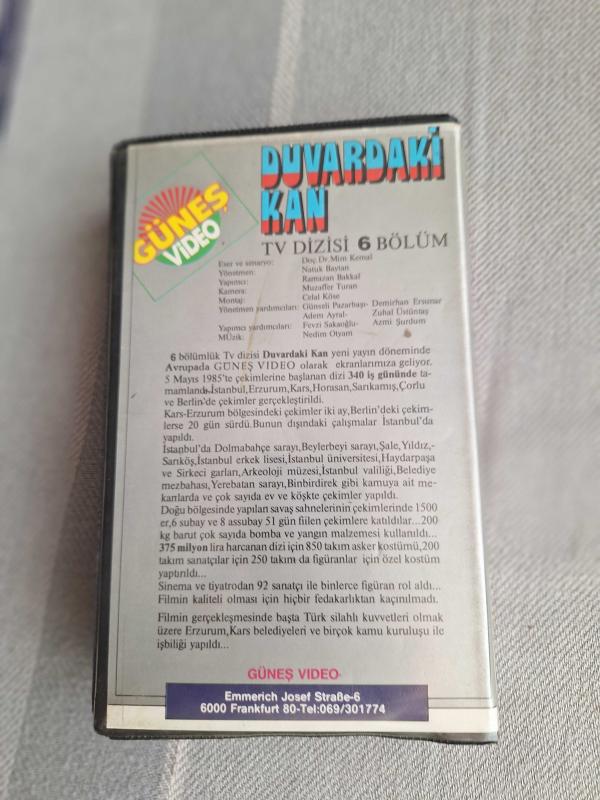 GÜNEŞ
VIDEO
DUVARDAKİ
KAN
TV DİZİSİ 6 BÖLÜM
Eser ve senaryo: Doç. Dr. Mim Kemal
Yönetmen: Natuk Baytan
Yapımcı: Ramazan Bakkal
Kamera: Muzaffer Turan
Montaj: Celal Köse
Yönetmen yardımcıları: Günseli Pazarbaşı- Demirhan Ersunar
Adem Ayral- Zuhal Üstüntaş
Yapımcı yardımcıları: Fevzi Sakaoğlu- Azmi Şurdum
MÜzik: Nedim Otyam
6 bölümlük Tv dizisi Duvardaki Kan yeni yayın döneminde
Avrupada GÜNEŞ VIDEO olarak ekranlarınıza geliyor.
5 Mayıs 1985'te çekimlerine başlanan dizi 340 iş gününde ta-
mamlandı.İstanbul,Erzurum,Kars,Horasan,Sarıkamış,Çorlu
ve Berlin'de çekimler gerçekleştirildi.
Kars-Erzurum bölgesindeki çekimler iki ay,Berlin'deki çekim-
lerse 20 gün sürdü.Bunun dışındaki çalışmalar İstanbul'da
yapıldı.
İstanbul'da Dolmabahçe sarayı,Beylerbeyi sarayı,Şale,Yıldız,-
Sarıköş,İstanbul erkek lisesi,İstanbul üniversitesi,Haydarpaşa
ve Sirkeci garları,Arkeoloji müzesi,İstanbul valiliği,Belediye
mezbahası,Yerebatan sarayı,Binbirdirek gibi kamuya ait me-
kanlarda ve çok sayıda ev ve köşkte çekimler yapıldı.
Doğu bölgesinde yapılan savaş sahnelerinin çekimlerinde 1500
er,6 subay ve 8 assubay 51 gün fiilen çekimlere katıldılar...200
kg barut çok sayıda bomba ve yangın malzemesi kullanıldı...
375 milyon lira harcanan dizi için 850 takım asker kostümü,200
takım sanatçılar için 250 takım da figüranlar için özel kostüm
yaptırıldı...
Sinema ve tiyatrodan 92 sanatçı ile binlerce figüran rol aldı...
Filmin kaliteli olması için hiçbir fedakarlıktan kaçınılmadı.
Filmin gerçekleşmesinde başta Türk silahlı kuvvetleri olmak
üzere Erzurum,Kars belediyeleri ve birçok kamu kuruluşu ile
işbiliği yapıldı...
GÜNEŞ VIDEO
Emmerich Josef Straße-6
6000 Frankfurt 80-Tel:069/301774